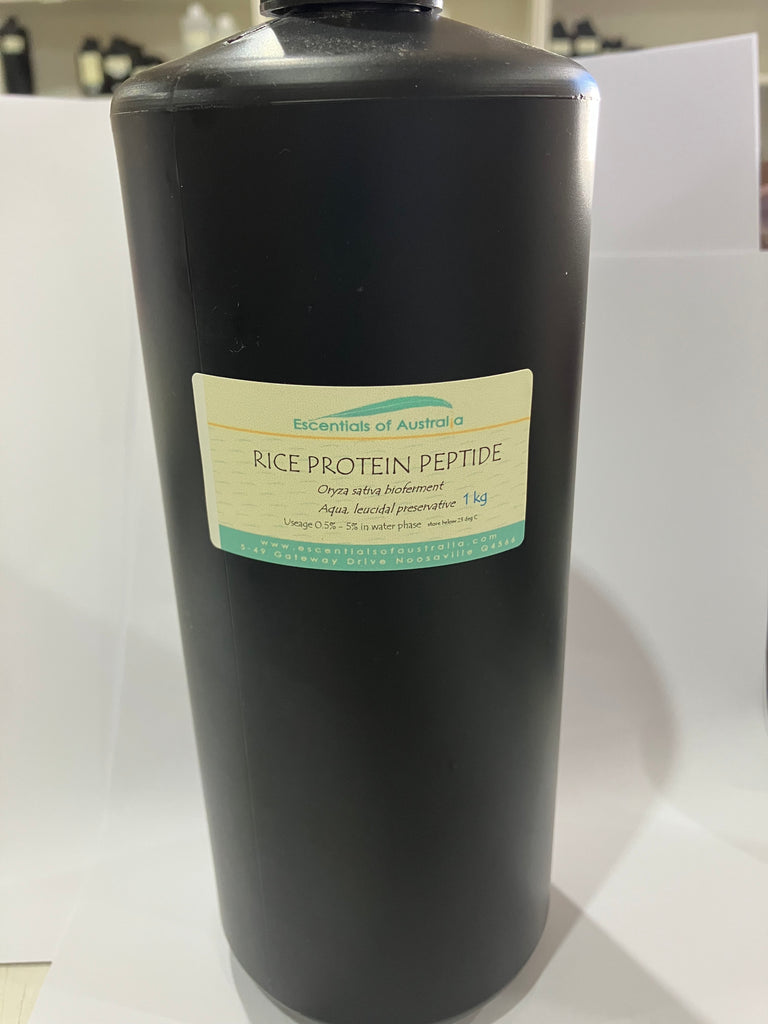 Escentials of Australia
RICE PROTEIN PEPTIDE
Oryza sativa bioferment
Aqua, leucidal preservative 1 kg
Useage 0.5% - 5% in water phase store below 25 deg C
www.escentialsofaustralia.com
5-49 Gateway Drive Noosaville Q4566